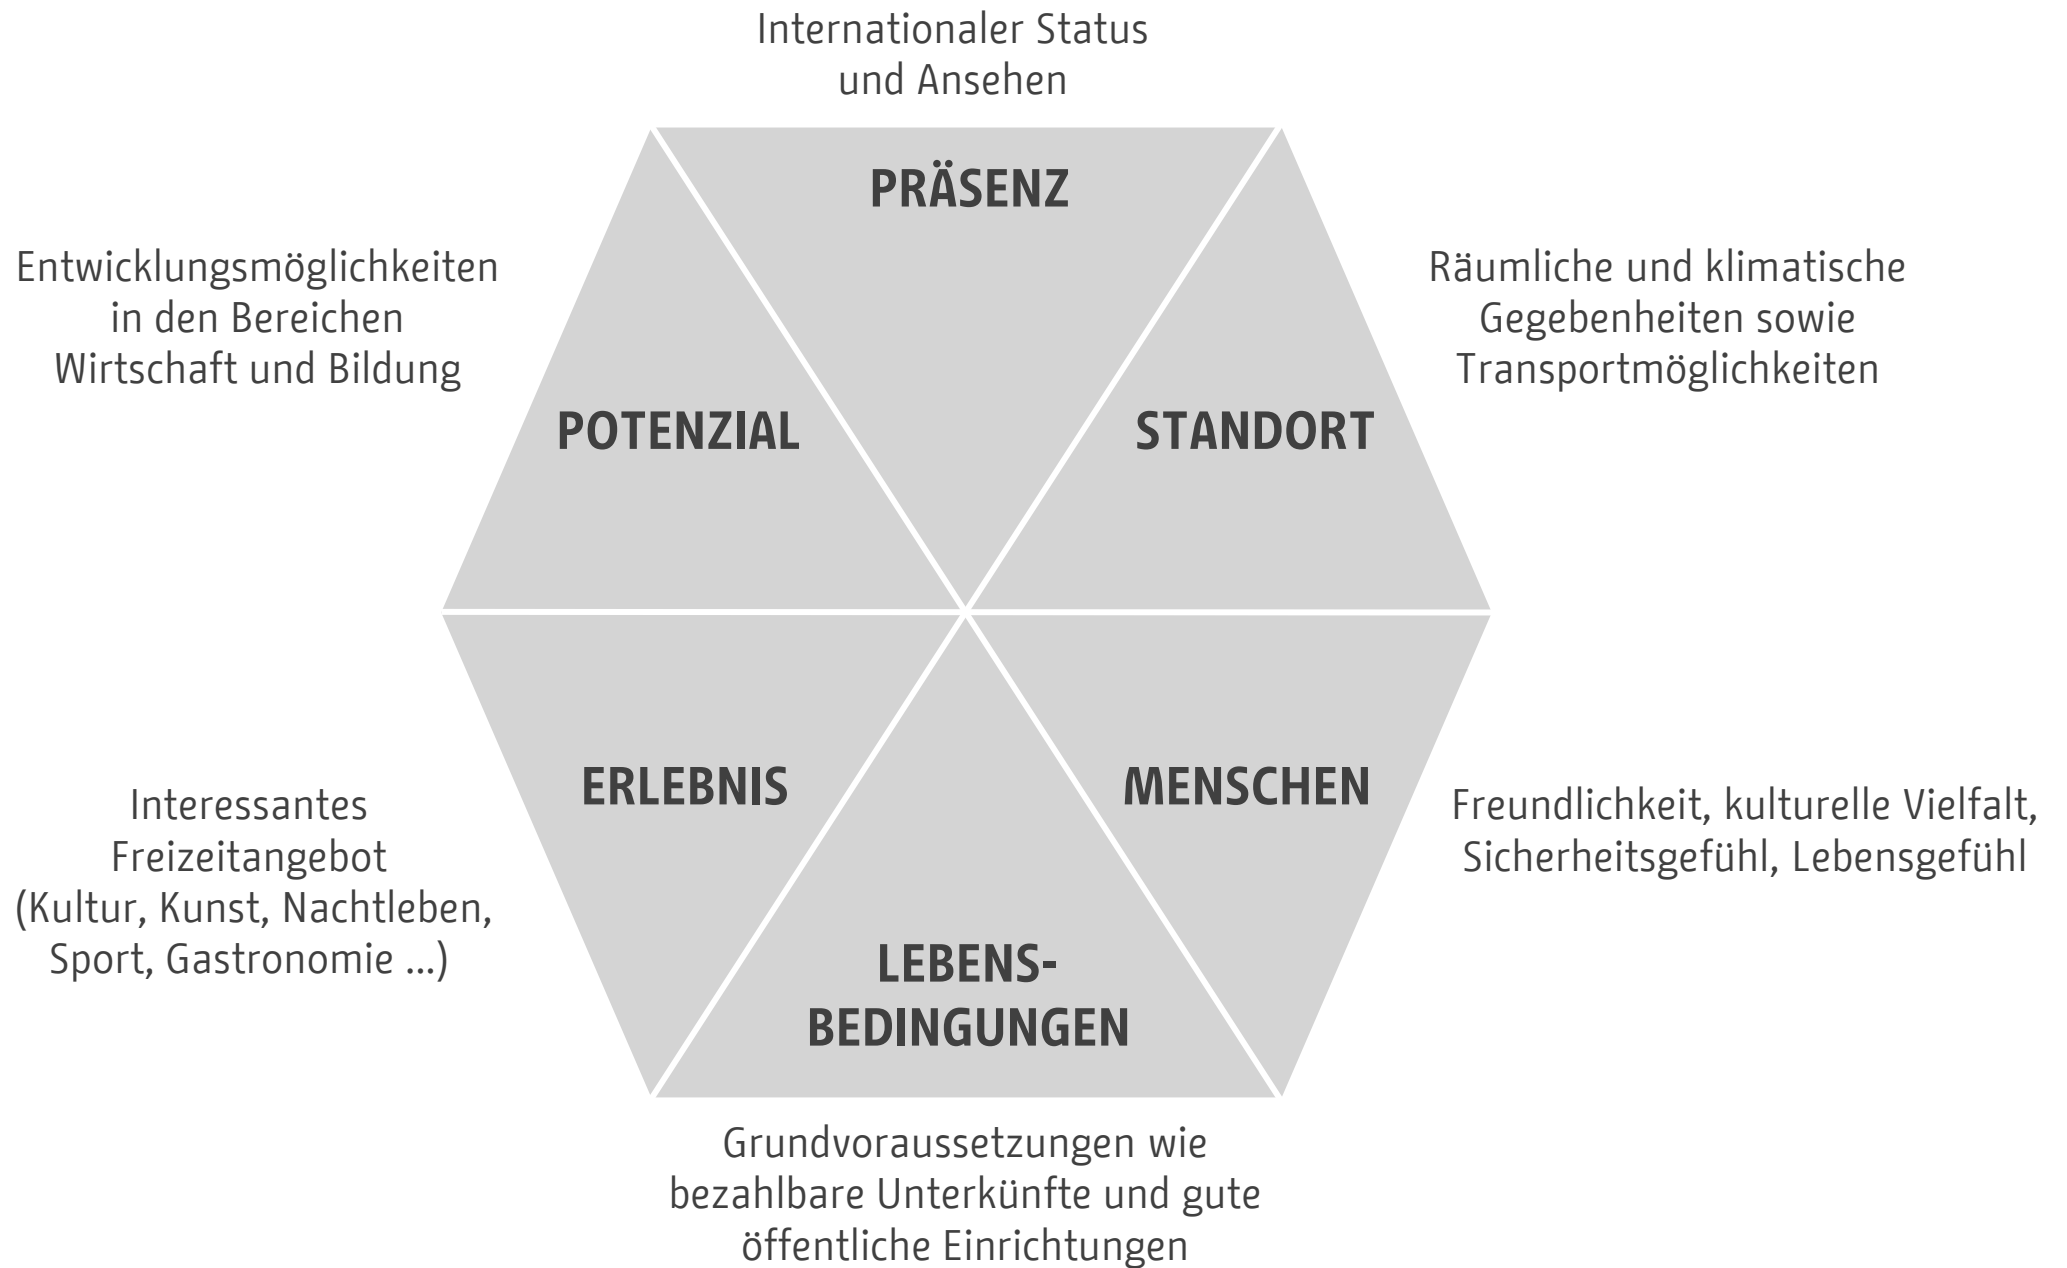 Internationaler Status
und Ansehen
PRÄSENZ
Entwicklungsmöglichkeiten
in den Bereichen
Wirtschaft und Bildung
POTENZIAL
Räumliche und klimatische
Gegebenheiten sowie
Transportmöglichkeiten
STANDORT
Interessantes
Freizeitangebot
(Kultur, Kunst, Nachtleben,
Sport, Gastronomie ...)
ERLEBNIS
MENSCHEN
Freundlichkeit, kulturelle Vielfalt,
Sicherheitsgefühl, Lebensgefühl
LEBENS-
BEDINGUNGEN
Grundvoraussetzungen wie
bezahlbare Unterkünfte und gute
öffentliche Einrichtungen